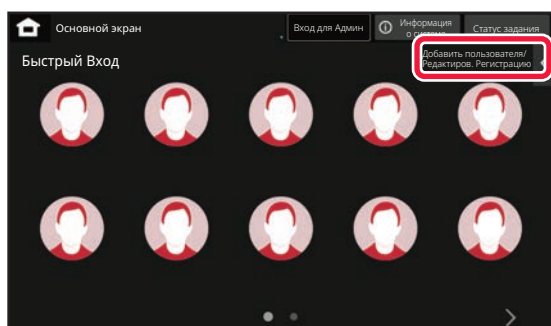 Основной экран
Вход для Админ
Информация
о системе
Статус задания
Быстрый Вход
Добавить пользователя/
Редактиров. Регистрацию